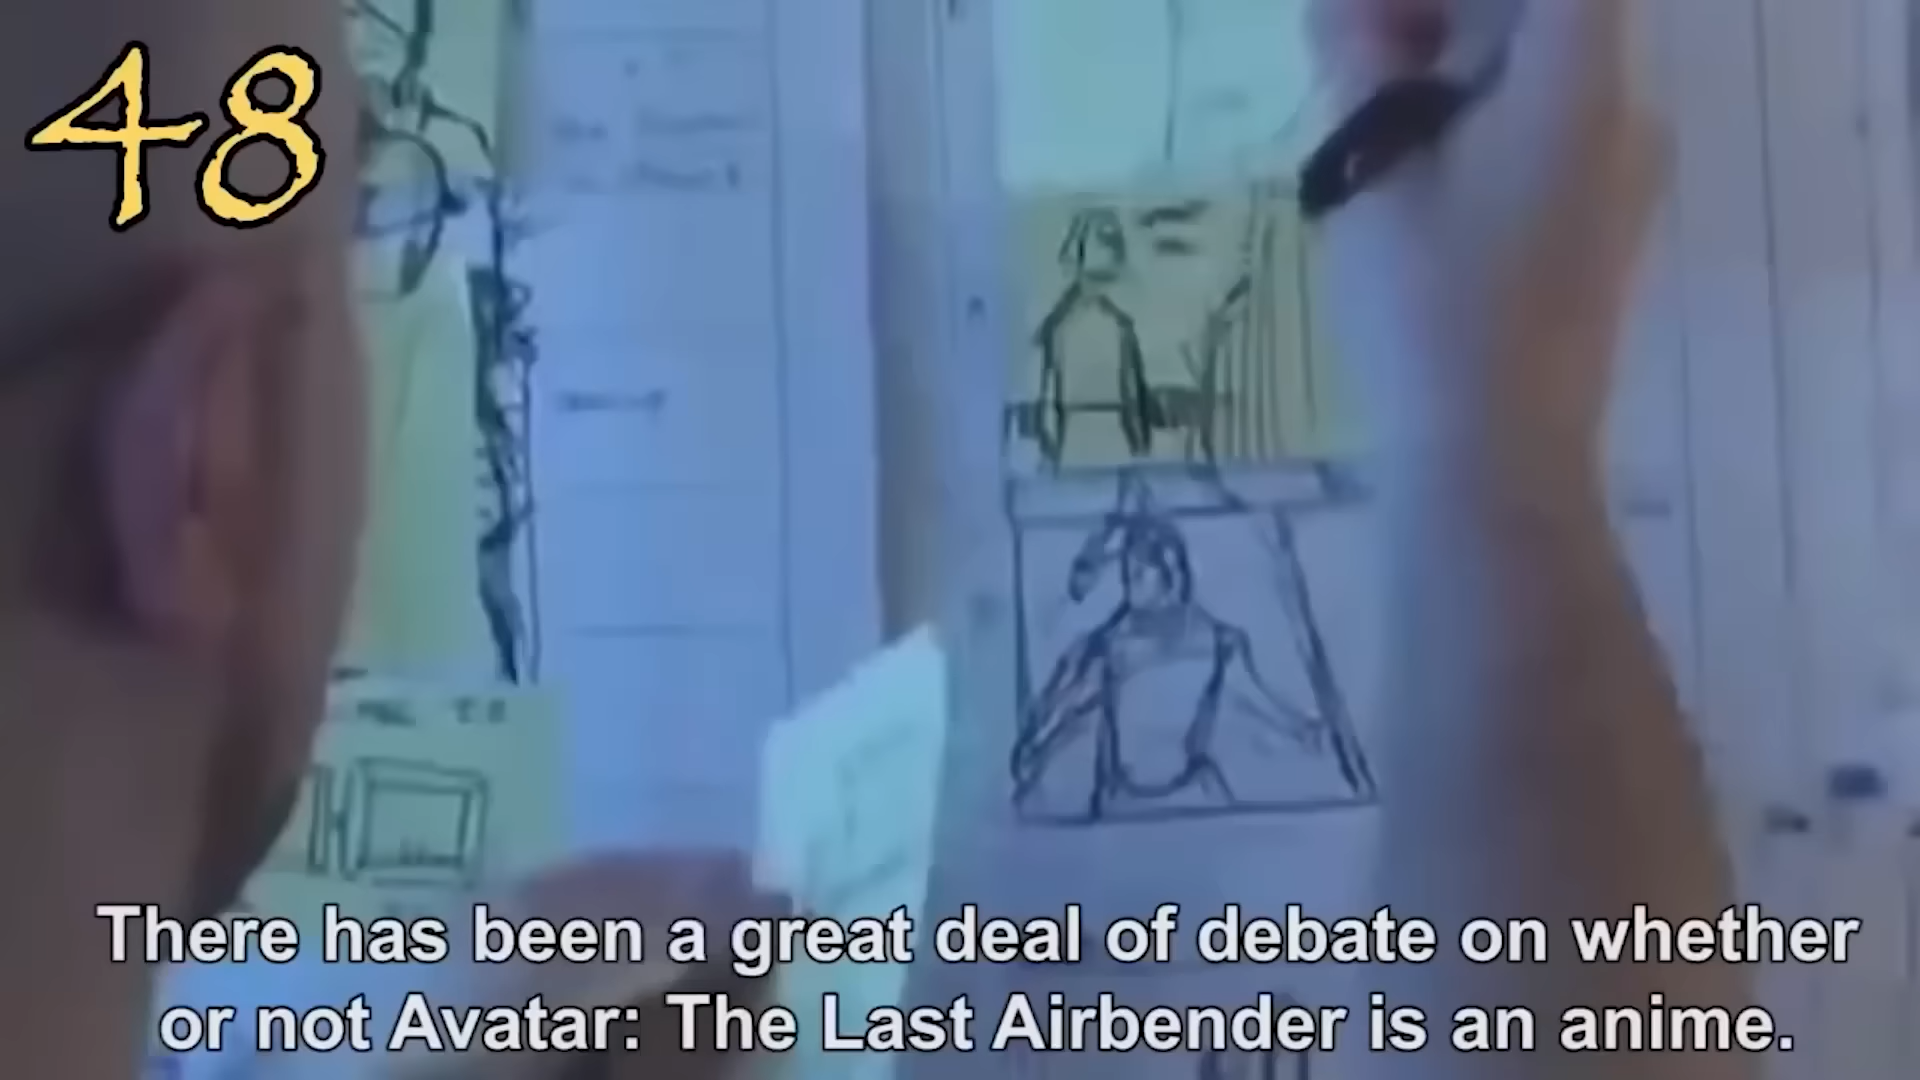 48
There has been a great deal of debate on whether
or not Avatar: The Last Airbender is an anime.